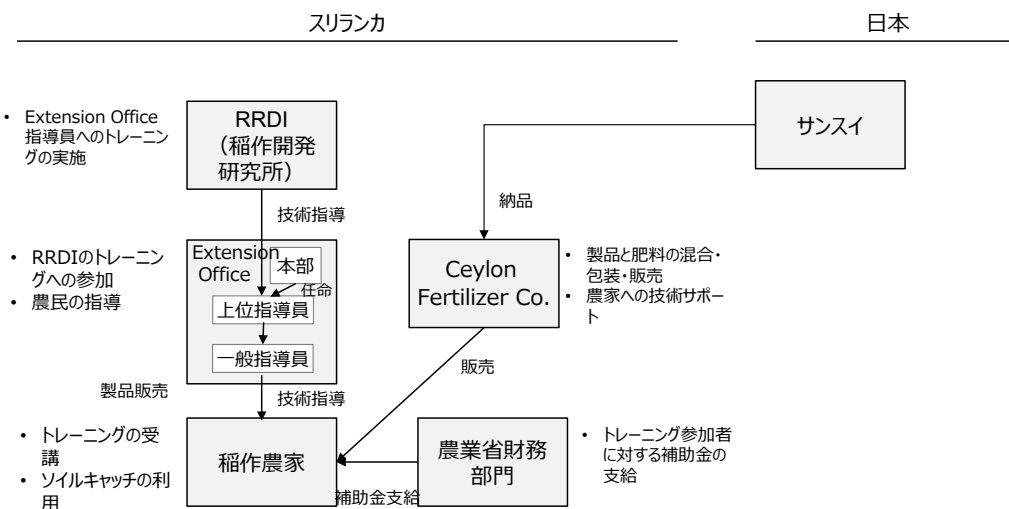 スリランカ
日本
• Extension Office
指導員へのトレーニン
グの実施
RRDI
（稲作開発
研究所）
サンスイ
技術指導
納品
• RRDIのトレーニン
グへの参加
• 農民の指導
Extension
Office
本部
任命
上位指導員
一般指導員
Ceylon
Fertilizer Co.
• 製品と肥料の混合・
包装・販売
• 農家への技術サポー
ト
製品販売
技術指導
販売
• トレーニングの受
講
• ソイルキャッチの利
用
稲作農家
補助金支給
農業省財務
部門
• トレーニング参加者
に対する補助金の
支給